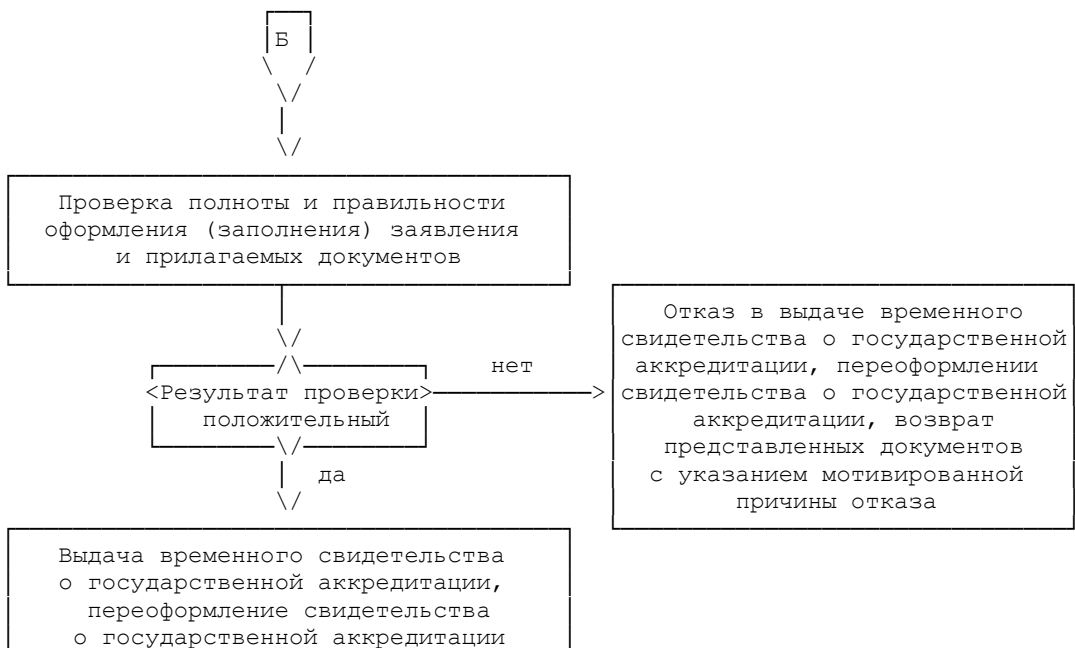 Б
Проверка полноты и правильности
оформления (заполнения) заявления
и прилагаемых документов
Отказ в выдаче временного
свидетельства о государственной
аккредитации, переоформлении
свидетельства о государственной
аккредитации, возврат
представленных документов
с указанием мотивированной
причины отказа
нет
<Результат проверки>
положительный
да
Выдача временного свидетельства
о государственной аккредитации,
переоформление свидетельства
о государственной аккредитации